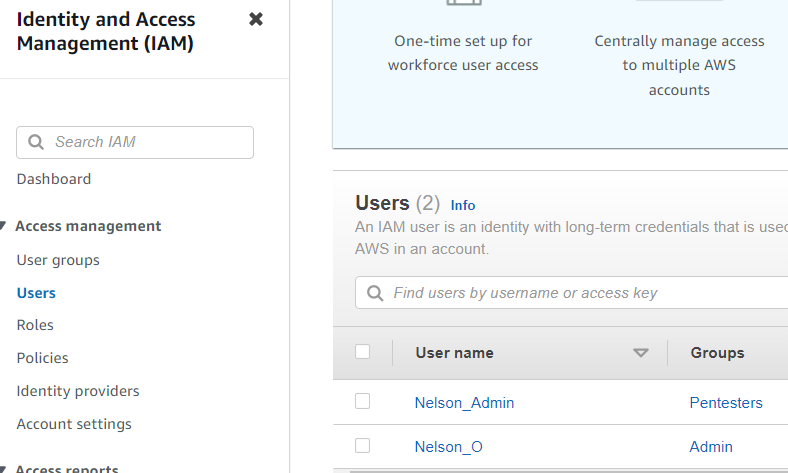 Identity and Access
Management (IAM)
Search IAM
Dashboard
Access management
User groups
Users
Roles
Policies
Identity providers
Account settings
Access reports
One-time set up for
workforce user access
Centrally manage access
to multiple AWS
accounts
Users (2) Info
An IAM user is an identity with long-term credentials that is used
AWS in an account.
Find users by username or access key
User name Groups
Nelson_Admin Pentesters
Nelson_O Admin